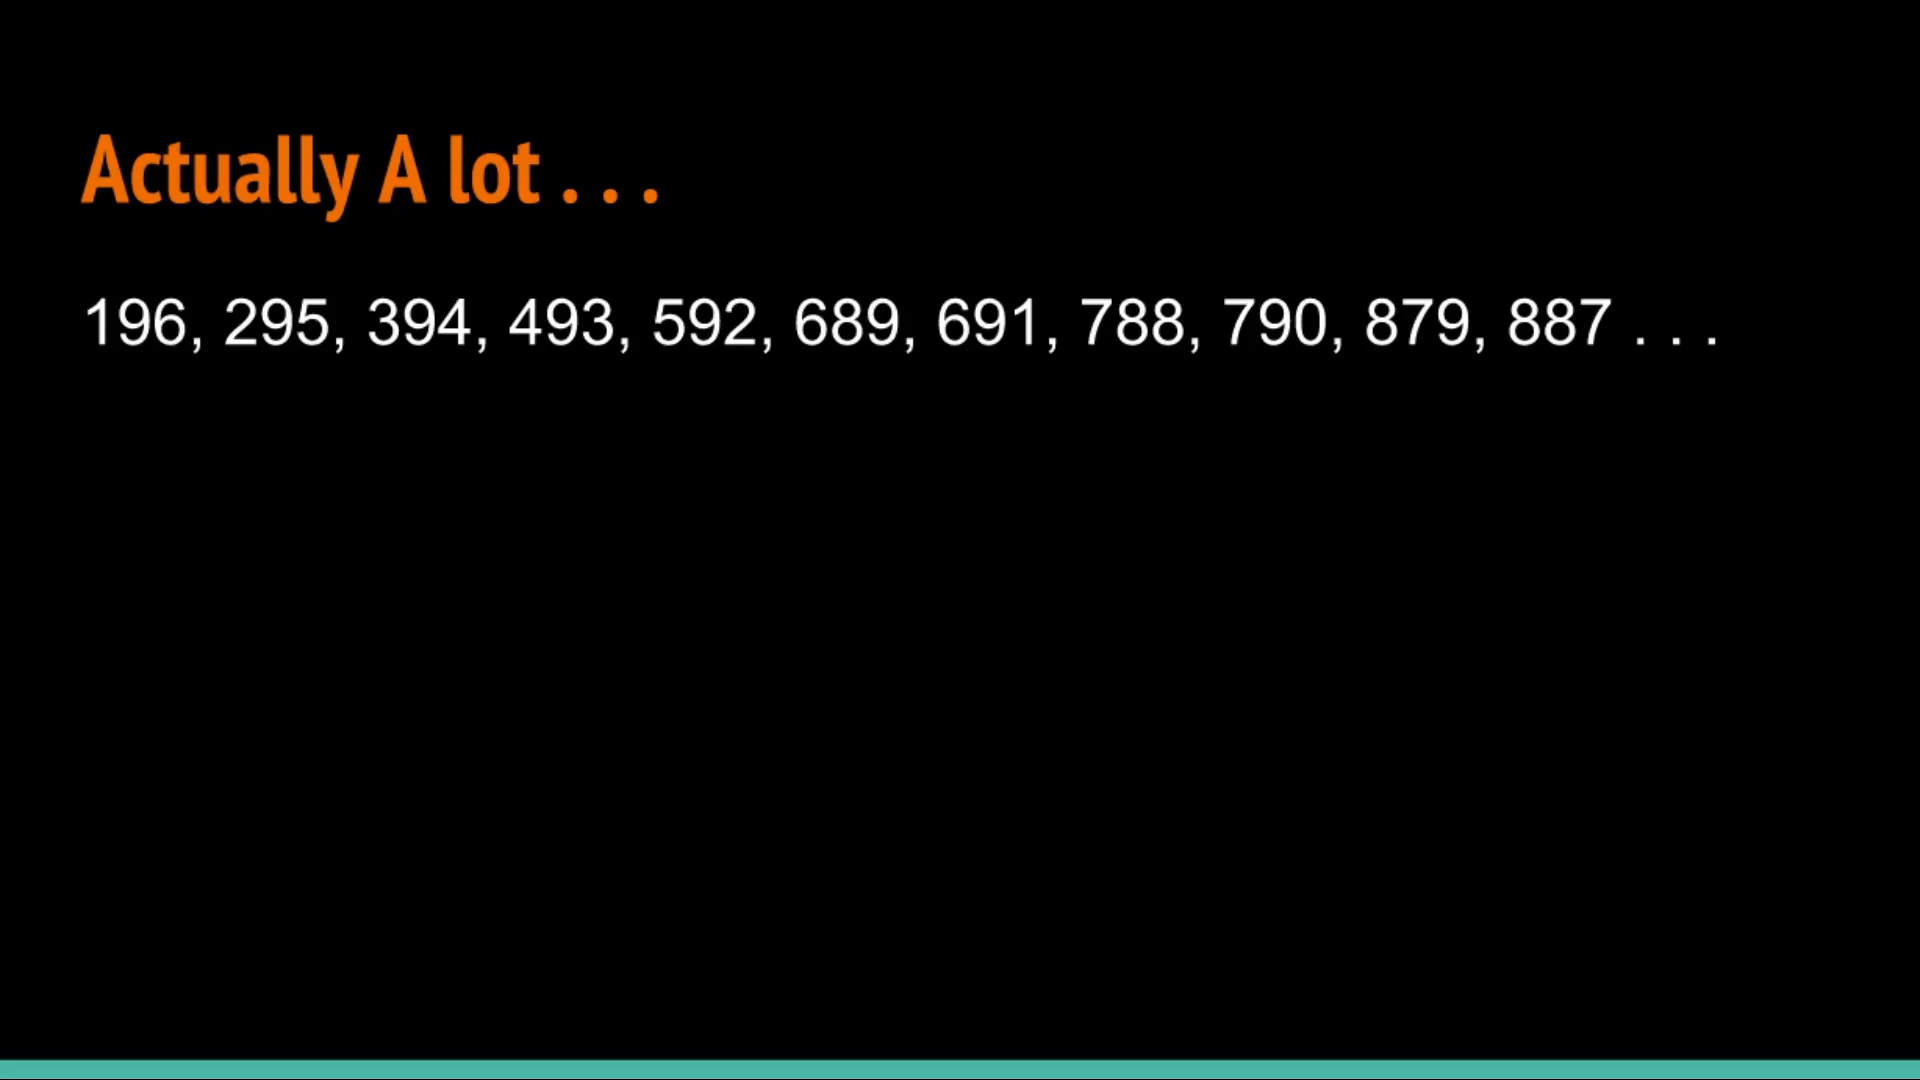 Actually A lot . . .
196, 295, 394, 493, 592, 689, 691, 788, 790, 879, 887 . . .